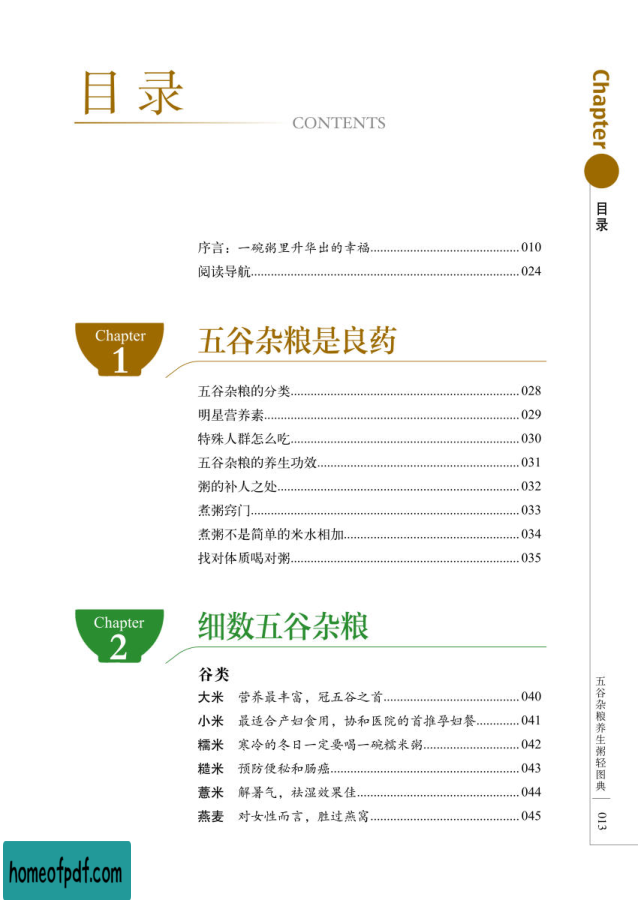 目录
CONTENTS
序言：一碗粥里升华出的幸福........................................010
阅读导航........................................024
Chapter
1
五谷杂粮是良药
五谷杂粮的分类........................................028
明星营养素........................................029
特殊人群怎么吃........................................030
五谷杂粮的养生功效........................................031
粥的补人之处........................................032
煮粥窍门........................................033
煮粥不是简单的米水相加........................................034
找对体质喝对粥........................................035
Chapter
2
细数五谷杂粮
谷类
大米 营养最丰富，冠五谷之首........................................040
小米 最适合产妇食用，协和医院的首推孕妇餐.............041
糯米 寒冷的冬日一定要喝一碗糯米粥........................................042
糙米 预防便秘和肠癌........................................043
薏米 解暑气，祛湿效果佳........................................044
燕麦 对女性而言，胜过燕窝........................................045
Chapter
目录
五谷杂粮养生粥轻图典
013
homeofpdf.com